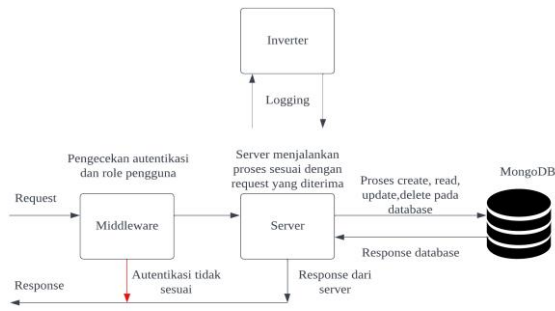 Inverter
Logging
Pengecekan autentikasi
dan role pengguna
Server menjalankan
proses sesuai dengan
request yang diterima
Proses create, read,
update,delete pada
database
MongoDB
Request
Middleware
Server
Response database
Autentikasi tidak
sesuai
Response dari
server
Response